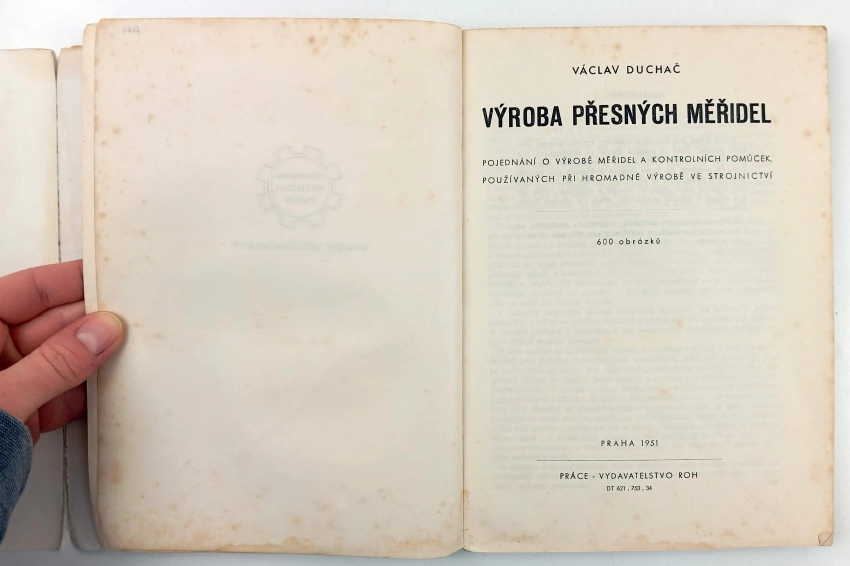 VÁCLAV DUCHAČ
VÝROBA PŘESNÝCH MĚŘIDEL
POJEDNÁNÍ O VÝROBĚ MĚŘIDEL A KONTROLNÍCH POMŮCEK,
POUŽÍVANÝCH PŘI HROMADNÉ VÝROBĚ VE STROJNICTVÍ
600 obrázků
PRAHA 1951
PRÁCE - VYDAVATELSTVO ROH
DT 621 . 753 . 34